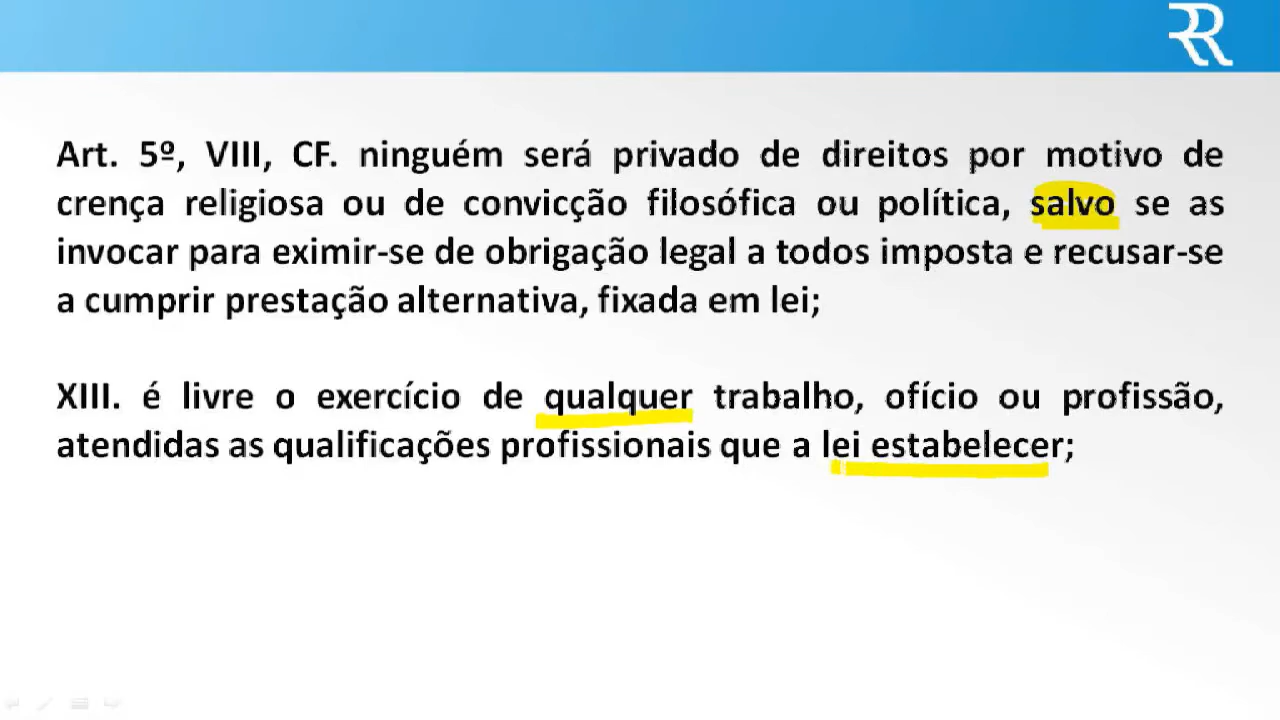 Art. 5º, VIII, CF. ninguém será privado de direitos por motivo de
crença religiosa ou de convicção filosófica ou política, salvo se as
invocar para eximir-se de obrigação legal a todos imposta e recusar-se
a cumprir prestação alternativa, fixada em lei;
XIII. é livre o exercício de qualquer trabalho, ofício ou profissão,
atendidas as qualificações profissionais que a lei estabelecer;